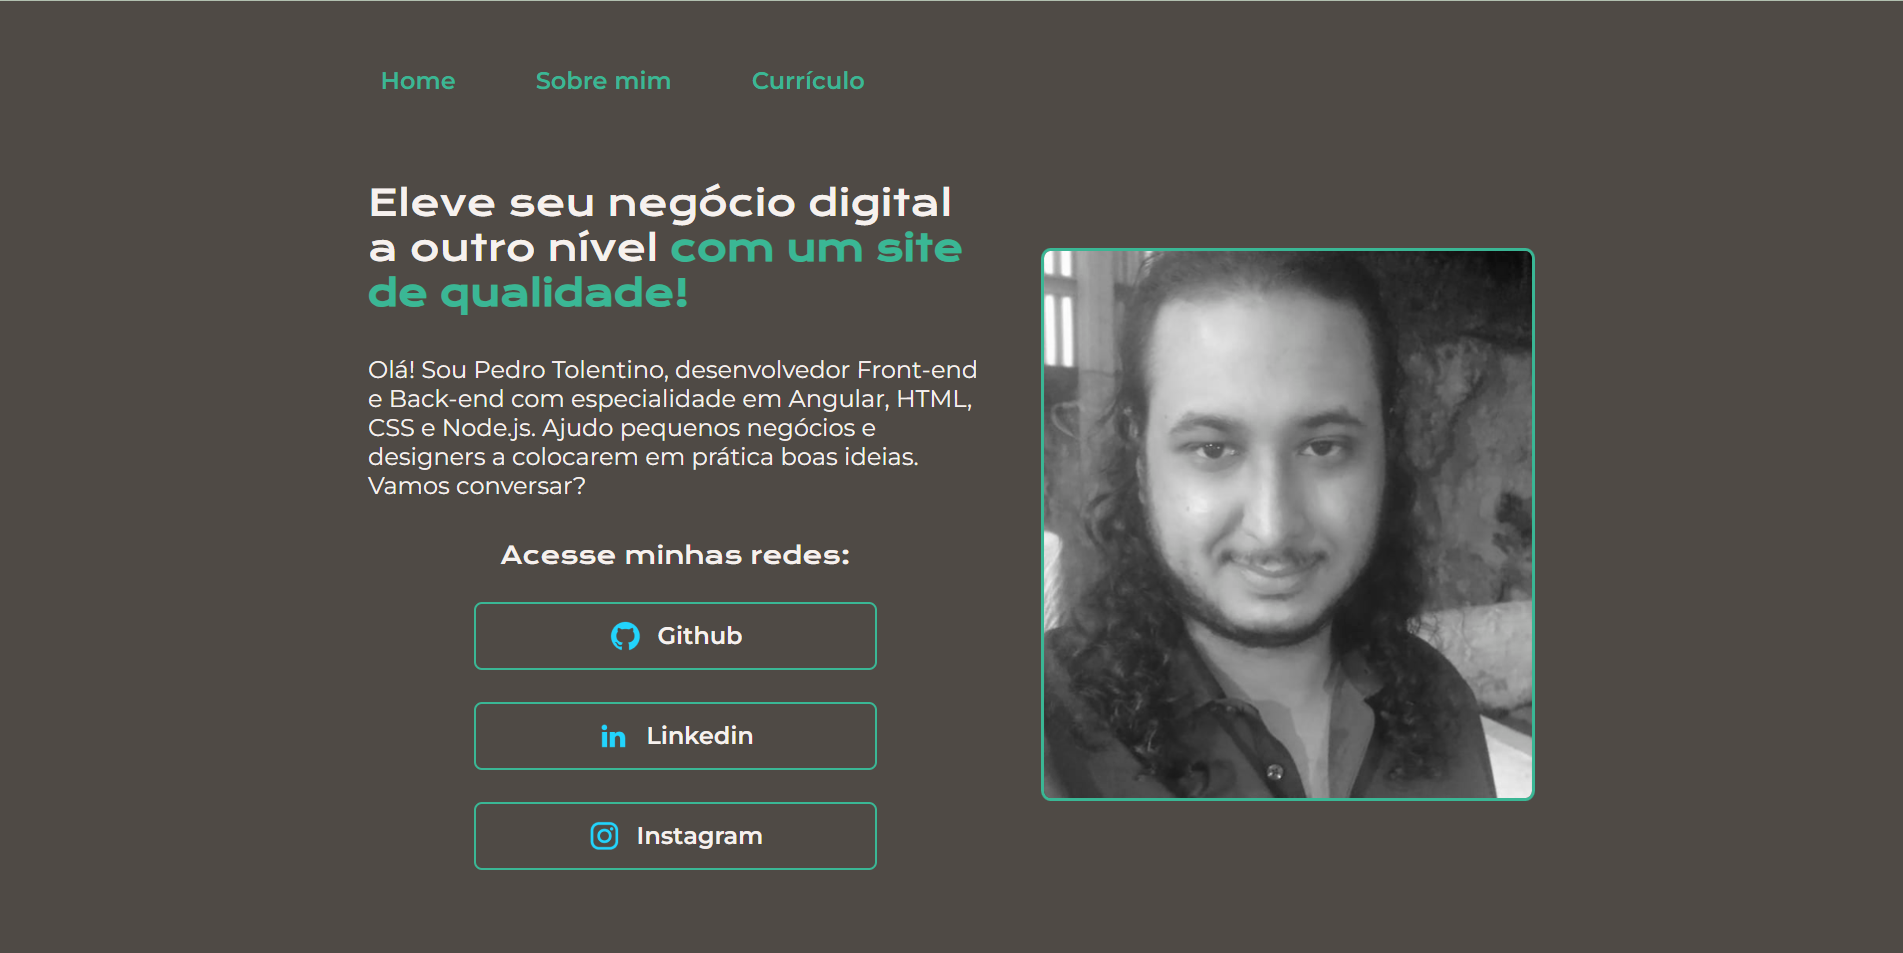 Home
Sobre mim
Currículo
Eleve seu negócio digital
a outro nível com um site
de qualidade!
Olá! Sou Pedro Tolentino, desenvolvedor Front-end
e Back-end com especialidade em Angular, HTML,
CSS e Node.js. Ajudo pequenos negócios e
designers a colocarem em prática boas ideias.
Vamos conversar?
Acesse minhas redes:
Github
in Linkedin
Instagram